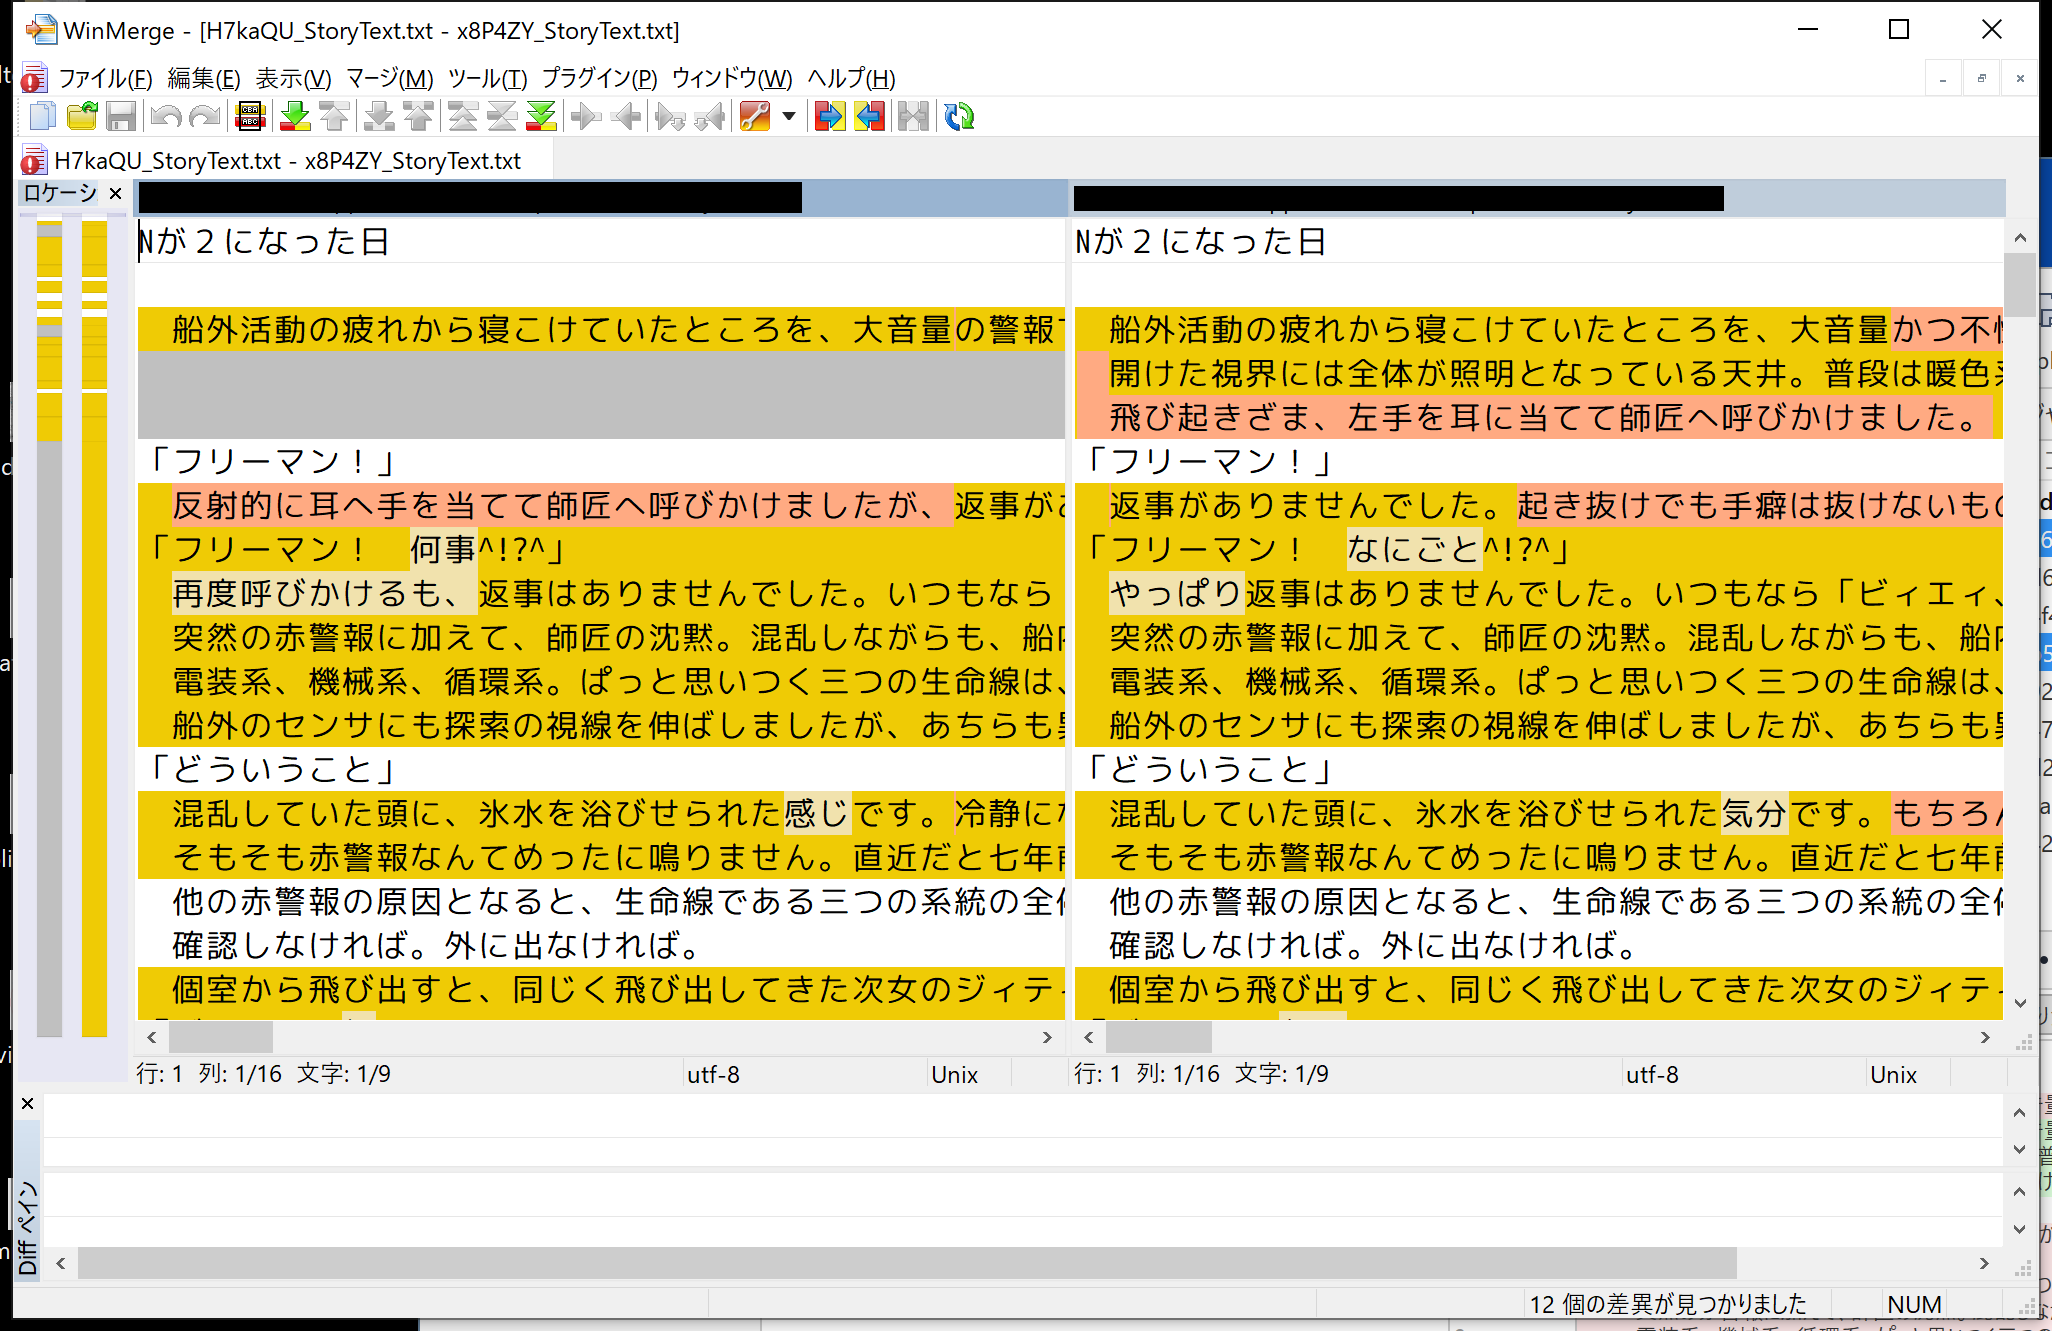 WinMerge - [H7kaQU_StoryText.txt - x8P4ZY_StoryText.txt]
ファイル(F) 編集(E) 表示(V) マージ(M) ツール(T) プラグイン(P) ウィンドウ(W) ヘルプ(H)
H7kaQU_StoryText.txt - x8P4ZY_StoryText.txt
ロケーシ
Nが２になった日
船外活動の疲れから寝こけていたところを、大音量の警報
「フリーマン！」
反射的に耳へ手を当てて師匠へ呼びかけましたが、返事が
「フリーマン！　何事^!?^」
再度呼びかけるも、返事はありませんでした。いつもなら
突然の赤警報に加えて、師匠の沈黙。混乱しながらも、船
電装系、機械系、循環系。ぱっと思いつく三つの生命線は、
船外のセンサにも探索の視線を伸ばしましたが、あちらも
「どういうこと」
混乱していた頭に、氷水を浴びせられた感じです。冷静に
そもそも赤警報なんてめったに鳴りません。直近だと七年
他の赤警報の原因となると、生命線である三つの系統の全
確認しなければ。外に出なければ。
個室から飛び出すと、同じく飛び出してきた次女のジィテ
行: 1 列: 1/16 文字: 1/9
utf-8
Unix
Nが２になった日
船外活動の疲れから寝こけていたところを、大音量かつ不
開けた視界には全体が照明となっている天井。普段は暖色
飛び起きざま、左手を耳に当てて師匠へ呼びかけました。
「フリーマン！」
返事がありませんでした。起き抜けでも手癖は抜けないもの
「フリーマン！　なにごと^!?^」
やっぱり返事はありませんでした。いつもなら「ビィエィ、
突然の赤警報に加えて、師匠の沈黙。混乱しながらも、船
電装系、機械系、循環系。ぱっと思いつく三つの生命線は、
船外のセンサにも探索の視線を伸ばしましたが、あちらも
「どういうこと」
混乱していた頭に、氷水を浴びせられた気分です。もちろん
そもそも赤警報なんてめったに鳴りません。直近だと七年
他の赤警報の原因となると、生命線である三つの系統の全
確認しなければ。外に出なければ。
個室から飛び出すと、同じく飛び出してきた次女のジィテ
行: 1 列: 1/16 文字: 1/9
utf-8
Unix
Diff ペイン
12 個の差異が見つかりました
NUM